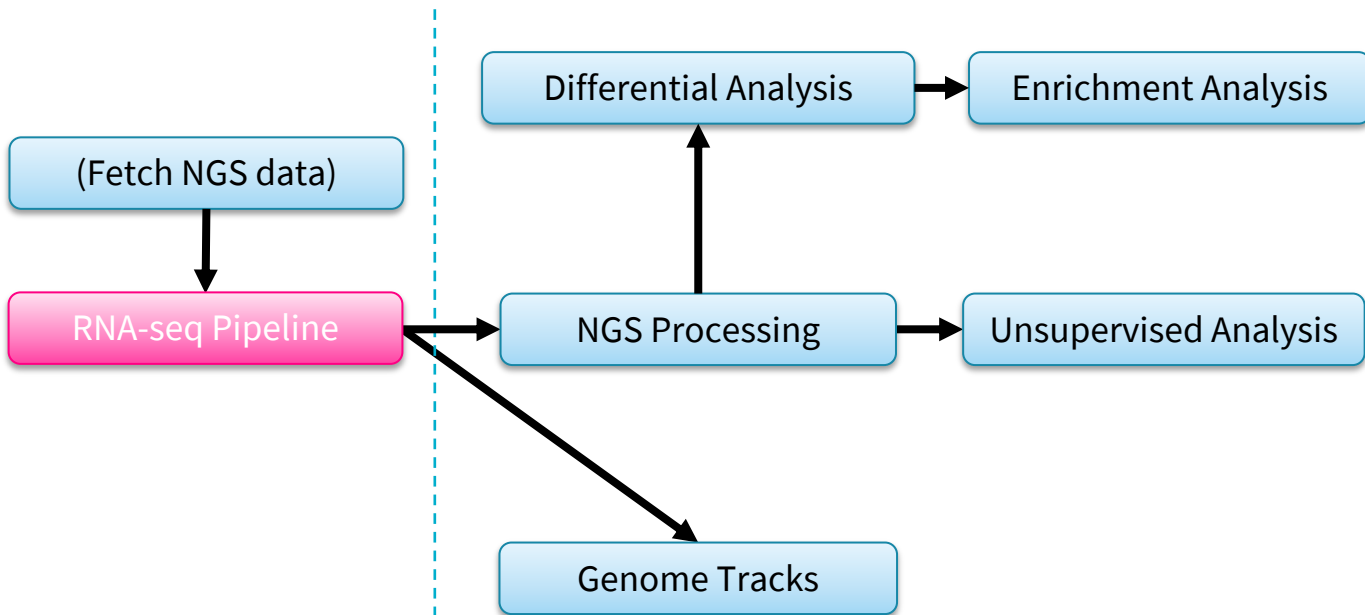 Differential Analysis
Enrichment Analysis
(Fetch NGS data)
RNA-seq Pipeline
NGS Processing
Unsupervised Analysis
Genome Tracks